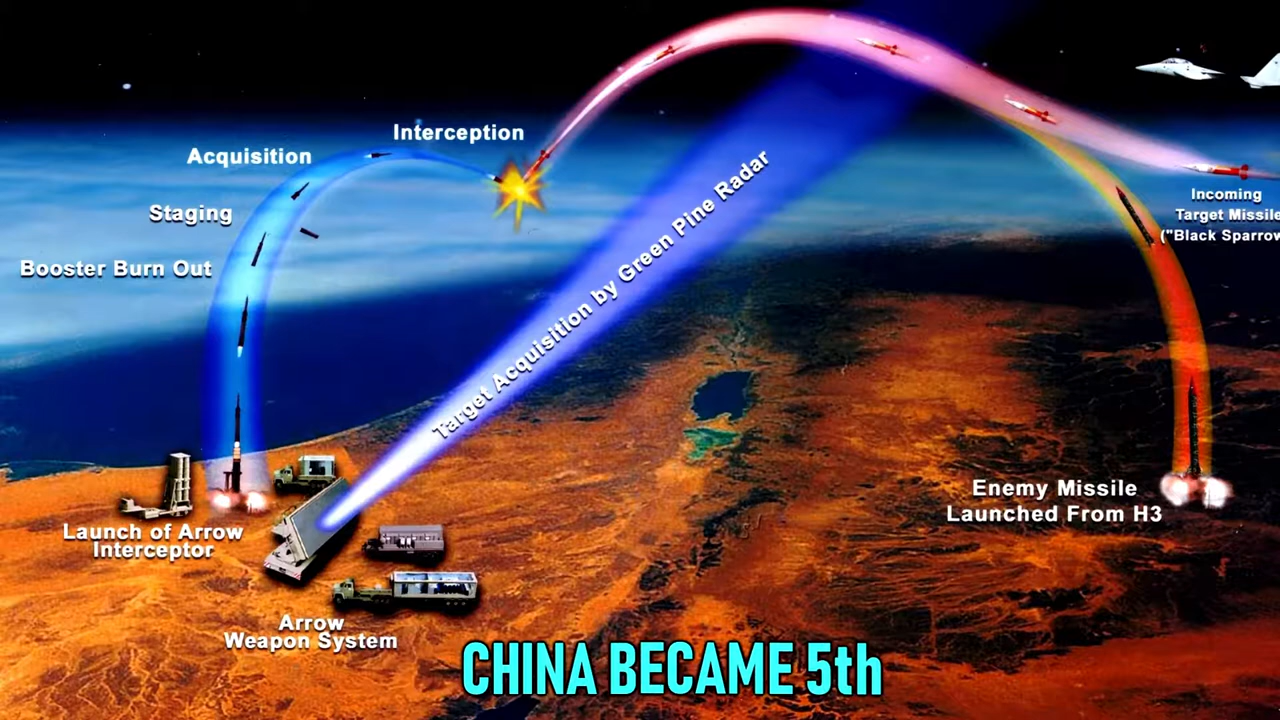 Interception
Acquisition
Staging
Booster Burn Out
Target Acquisition by Green Pine Radar
Incoming
Target Missile
("Black Sparrow
Enemy Missile
Launched From H3
Launch of Arrow
Interceptor
Arrow
Weapon System
CHINA BECAME 5th